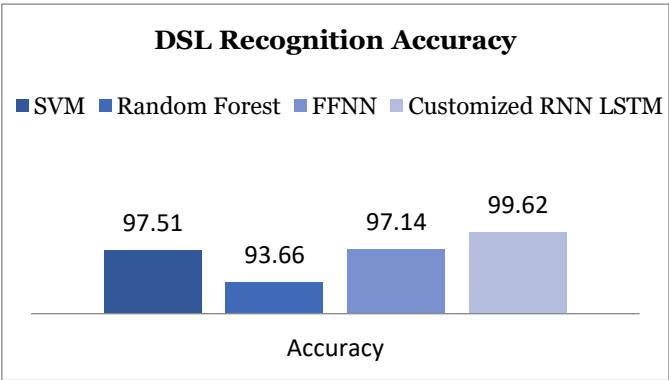 DSL Recognition Accuracy
SVM Random Forest FFNN Customized RNN LSTM
99.62
97.51
97.14
93.66
Accuracy